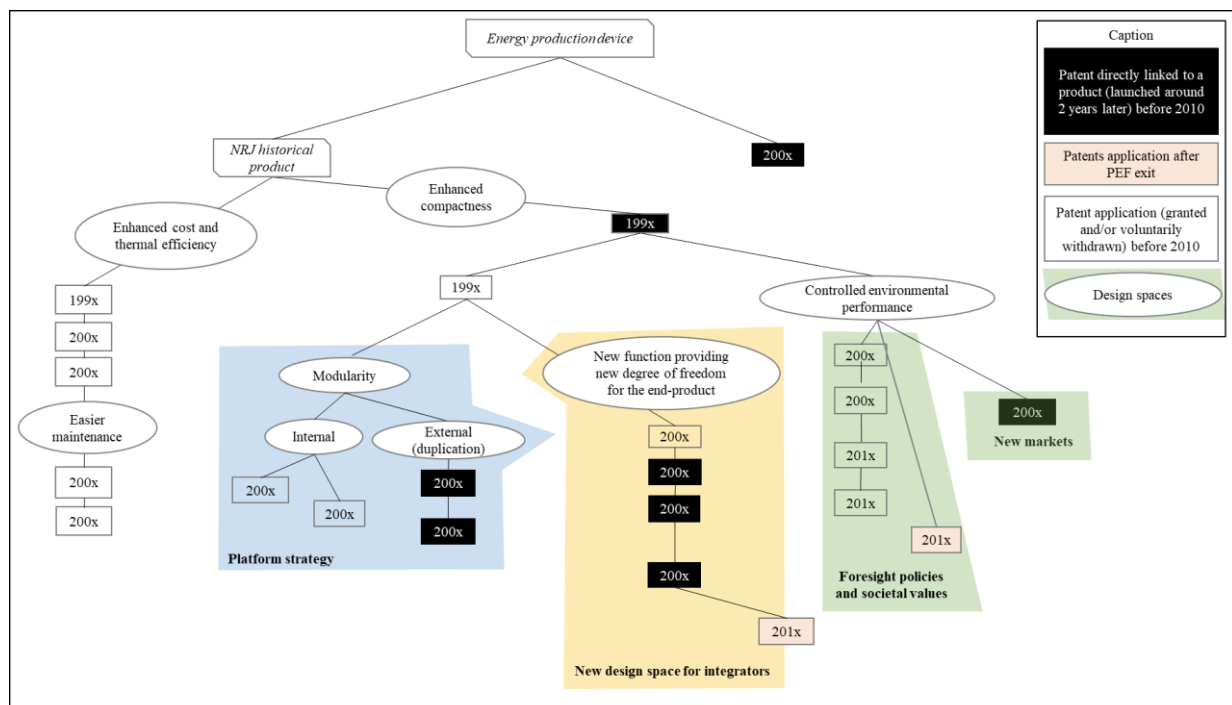 Energy production device
NRJ historical
product
200x
Enhanced
compactness
Enhanced cost and
thermal efficiency
199x
199x
199x
200x
200x
Easier
maintenance
200x
200x
Modularity
Internal
External
(duplication)
200x
200x
200x
200x
Platform strategy
New function providing
new degree of freedom
for the end-product
200x
200x
200x
200x
201x
New design space for integrators
Controlled environmental
performance
200x
200x
201x
201x
201x
Foresight policies
and societal values
200x
New markets
Caption
Patent directly linked to a
product (launched around
2 years later) before 2010
Patents application after
PEF exit
Patent application (granted
and/or voluntarily
withdrawn) before 2010
Design spaces